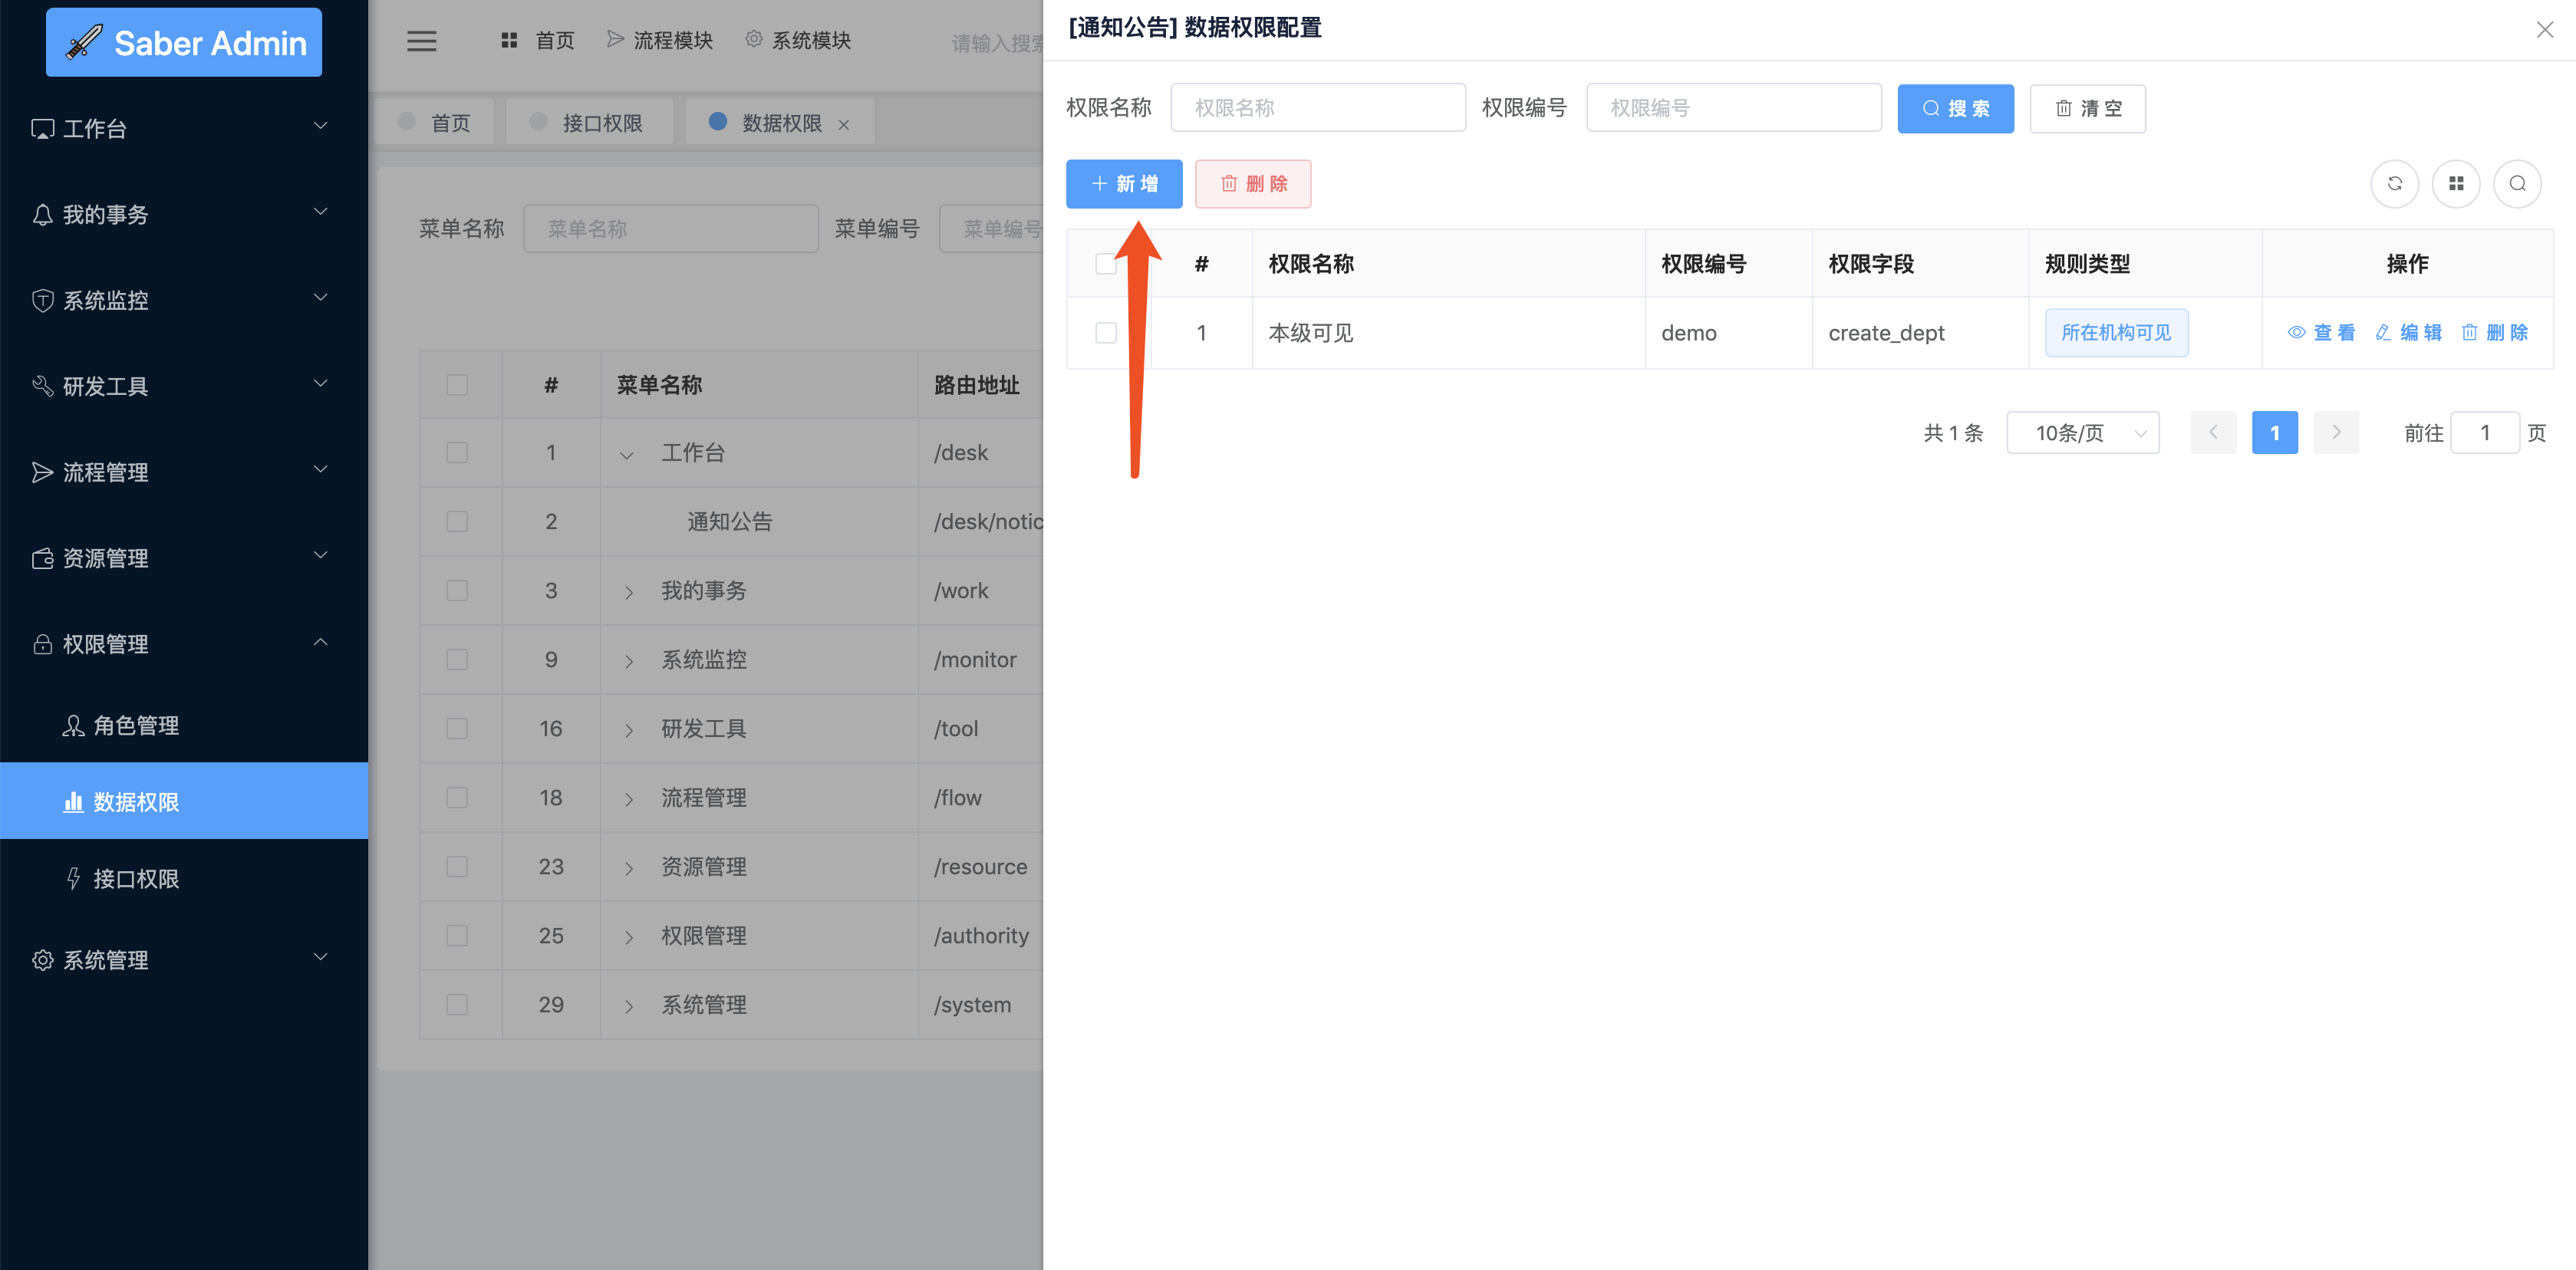 Saber Admin
工作台
我的事务
系统监控
研发工具
流程管理
资源管理
权限管理
角色管理
数据权限
接口权限
系统管理
首页 流程模块 系统模块 请输入搜索
首页 接口权限 数据权限
菜单名称 菜单名称 菜单编号 菜单编号
# 菜单名称 路由地址
1 工作台 /desk
2 通知公告 /desk/notic
3 我的事务 /work
9 系统监控 /monitor
16 研发工具 /tool
18 流程管理 /flow
23 资源管理 /resource
25 权限管理 /authority
29 系统管理 /system
[通知公告] 数据权限配置
权限名称 权限名称 权限编号 权限编号 搜 索 清 空
新 增 删 除
# 权限名称 权限编号 权限字段 规则类型 操作
1 本级可见 demo create_dept 所在机构可见 查 看 编 辑 删 除
共 1 条 10条/页 1 前往 1 页